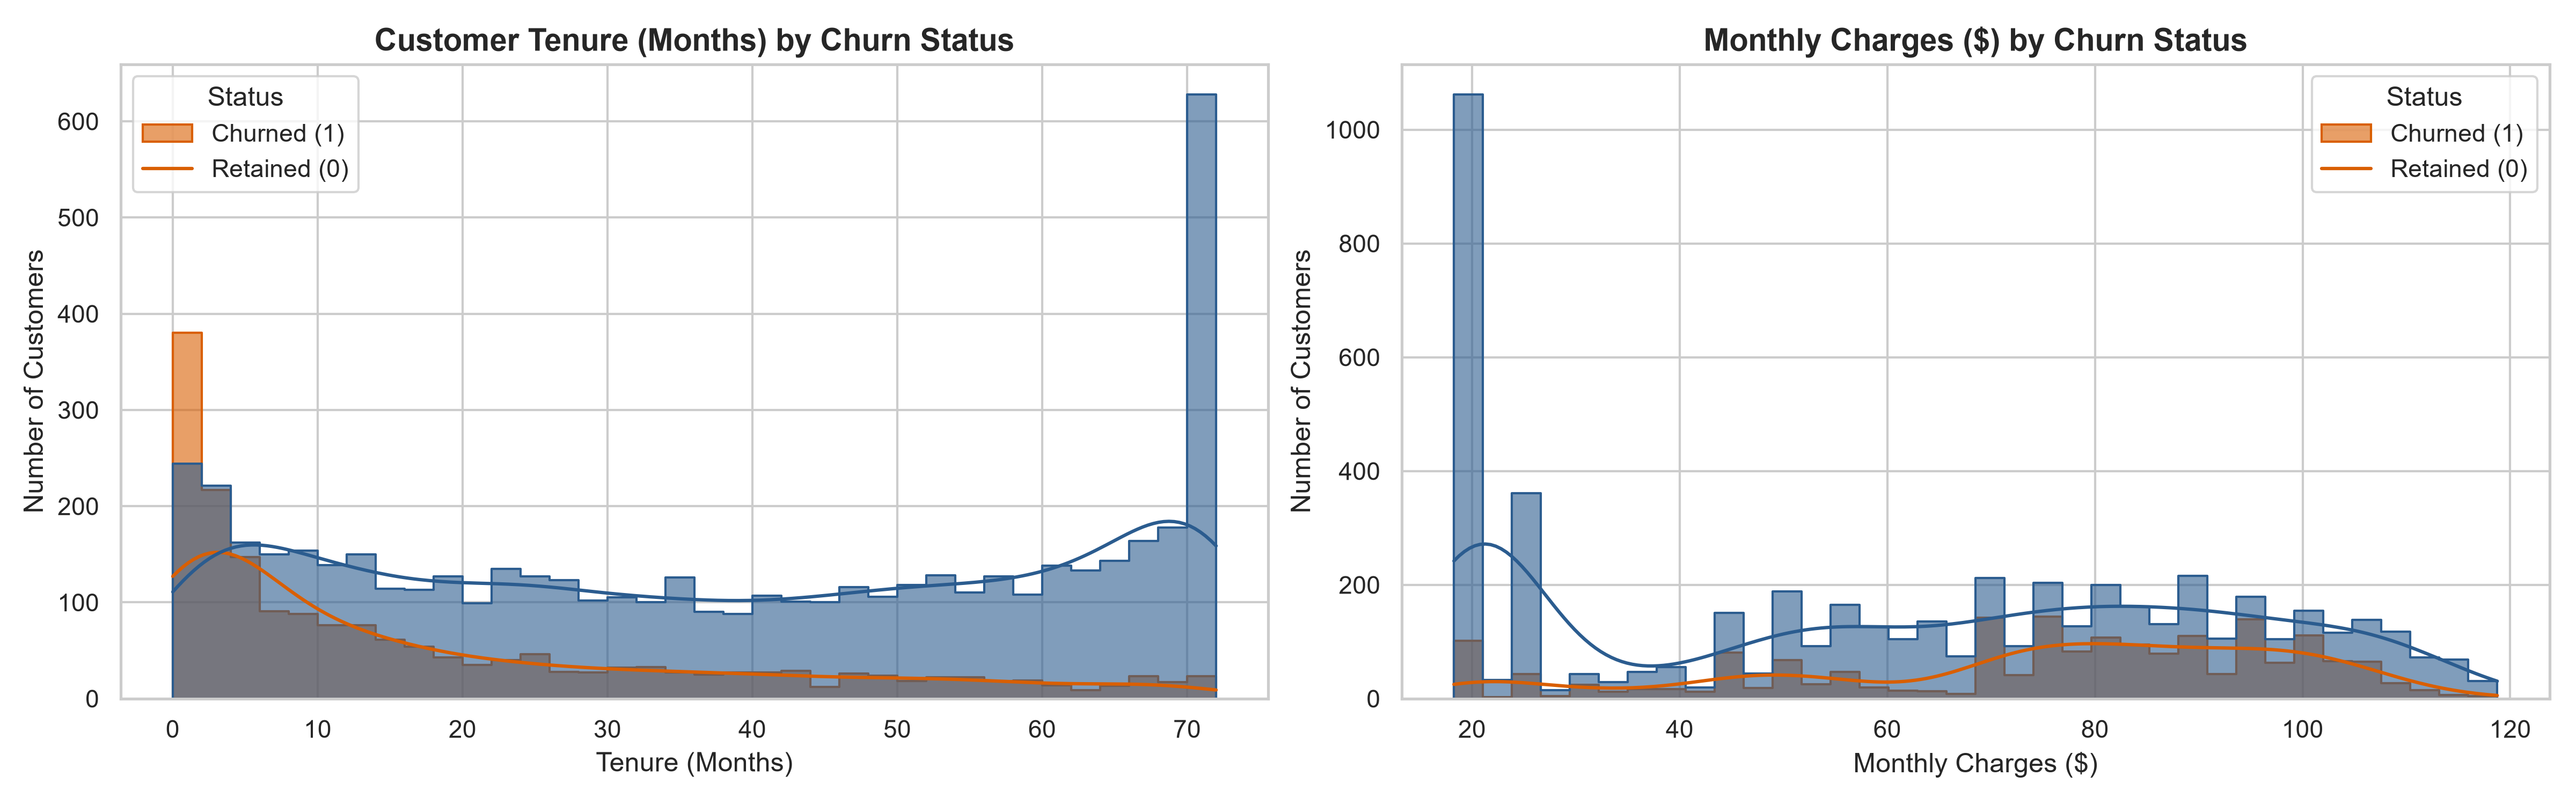 Customer Tenure (Months) by Churn Status
Status
Churned (1)
Retained (0)
600
500
400
300
200
100
0
Number of Customers
0 10 20 30 40 50 60 70
Tenure (Months)
Monthly Charges ($) by Churn Status
Status
Churned (1)
Retained (0)
1000
800
600
400
200
0
Number of Customers
20 40 60 80 100 120
Monthly Charges ($)